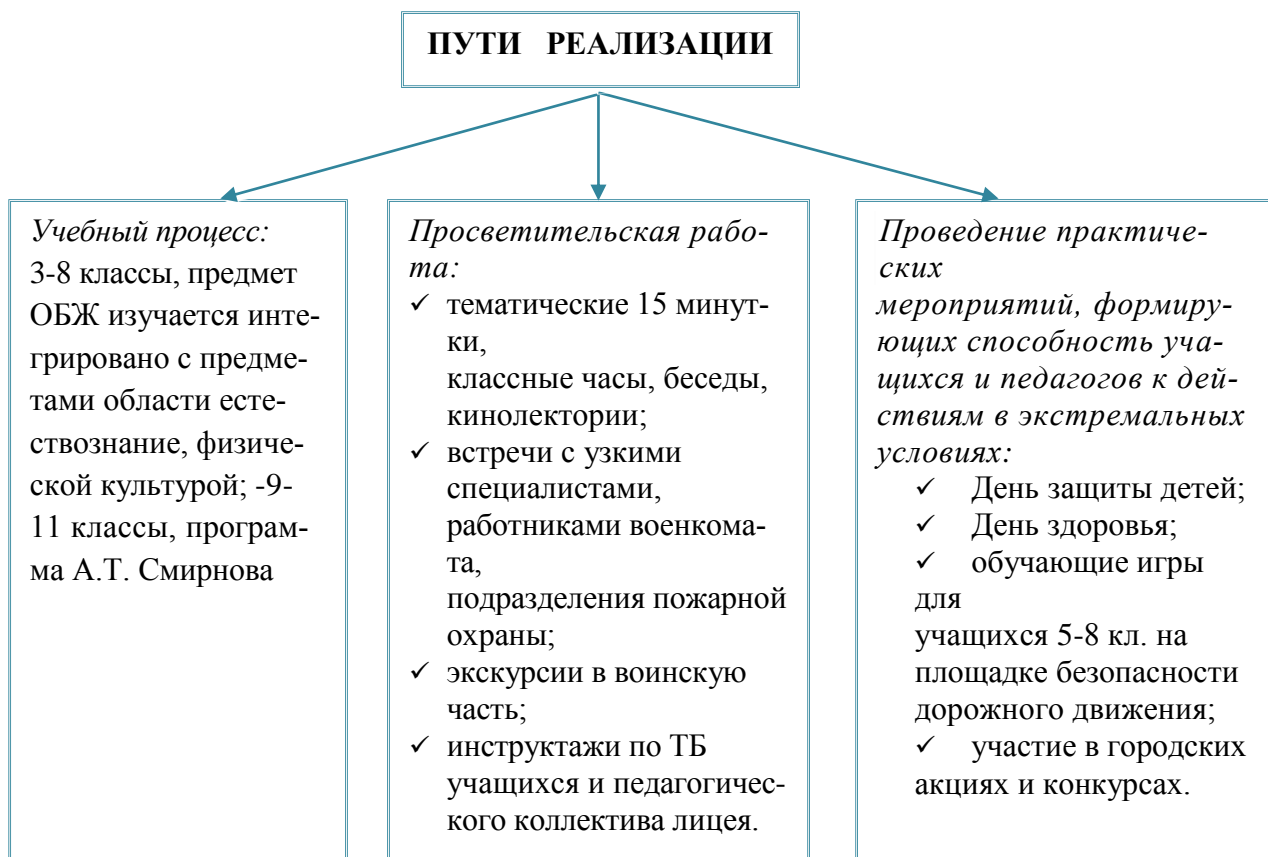 ПУТИ РЕАЛИЗАЦИИ
Учебный процесс:
3-8 классы, предмет
ОБЖ изучается инте-
грировано с предме-
тами области есте-
ствознание, физиче-
ской культурой; -9-
11 классы, програм-
ма А.Т. Смирнова
Просветительская рабо-
та:
✓ тематические 15 минут-
ки,
классные часы, беседы,
кинолектории;
✓ встречи с узкими
специалистами,
работниками военкома-
та,
подразделения пожарной
охраны;
✓ экскурсии в воинскую
часть;
✓ инструктажи по ТБ
учащихся и педагогичес-
кого коллектива лицея.
Проведение практиче-
ских
мероприятий, формиру-
ющих способность уча-
щихся и педагогов к дей-
ствиям в экстремальных
условиях:
✓ День защиты детей;
✓ День здоровья;
✓ обучающие игры
для
учащихся 5-8 кл. на
площадке безопасности
дорожного движения;
✓ участие в городских
акциях и конкурсах.